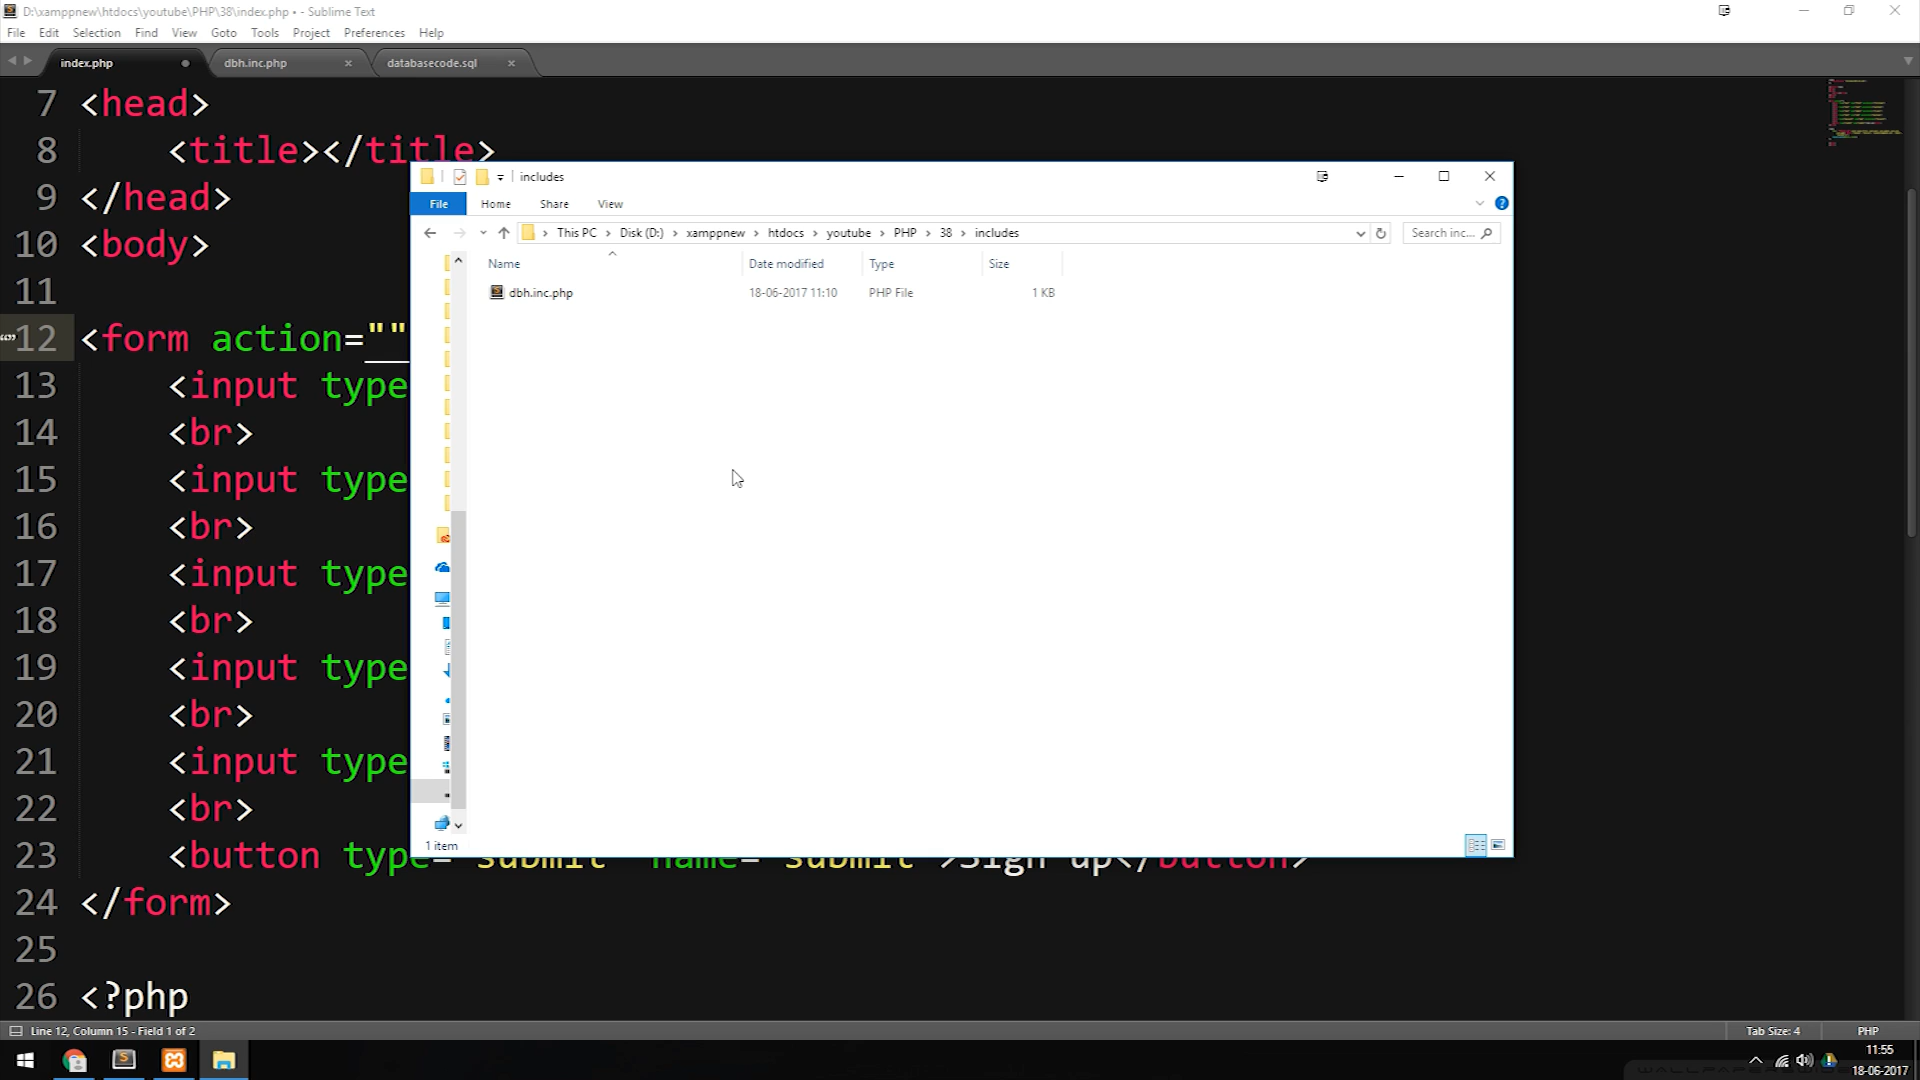 D:\xamppnew\htdocs\youtube\PHP\38\index.php • - Sublime Text
File Edit Selection Find View Goto Tools Project Preferences Help
index.php dbh.inc.php databasecode.sql
7 <head>
8 <title></title>
9 </head>
10 <body>
11
12 <form action=""
13 <input type
14 <br>
15 <input type
16 <br>
17 <input type
18 <br>
19 <input type
20 <br>
21 <input type
22 <br>
23 <button type="submit" name="submit">Sign up</button>
24 </form>
25
26 <?php
includes
File Home Share View
This PC > Disk (D:) > xamppnew > htdocs > youtube > PHP > 38 > includes
Search inc...
Name Date modified Type Size
dbh.inc.php 18-06-2017 11:10 PHP File 1 KB
1 item
Line 12, Column 15 - Field 1 of 2
Tab Size: 4 PHP
11:55
18-06-2017